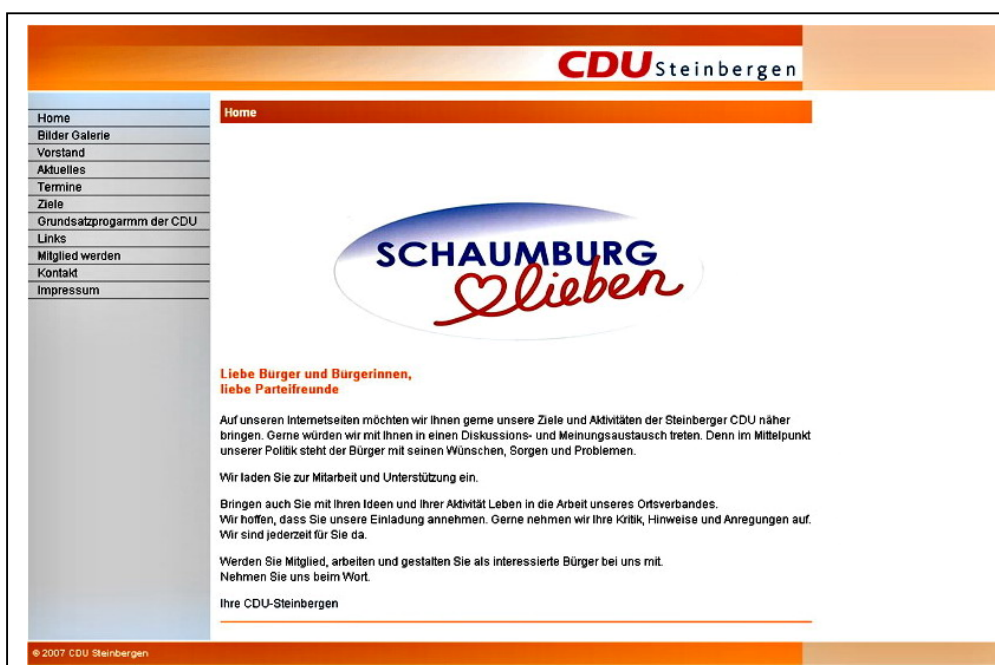 CDU Steinbergen
Home
Bilder Galerie
Vorstand
Aktuelles
Termine
Ziele
Grundsatzprogarmm der CDU
Links
Mitglied werden
Kontakt
Impressum
Home
SCHAUMBURG
lieben
Liebe Bürger und Bürgerinnen,
liebe Parteifreunde
Auf unseren Internetseiten möchten wir Ihnen gerne unsere Ziele und Aktivitäten der Steinberger CDU näher
bringen. Gerne würden wir mit Ihnen in einen Diskussions- und Meinungsaustausch treten. Denn im Mittelpunkt
unserer Politik steht der Bürger mit seinen Wünschen, Sorgen und Problemen.
Wir laden Sie zur Mitarbeit und Unterstützung ein.
Bringen auch Sie mit Ihren Ideen und Ihrer Aktivität Leben in die Arbeit unseres Ortsverbandes.
Wir hoffen, dass Sie unsere Einladung annehmen. Gerne nehmen wir Ihre Kritik, Hinweise und Anregungen auf.
Wir sind jederzeit für Sie da.
Werden Sie Mitglied, arbeiten und gestalten Sie als interessierte Bürger bei uns mit.
Nehmen Sie uns beim Wort.
Ihre CDU-Steinbergen
© 2007 CDU Steinbergen